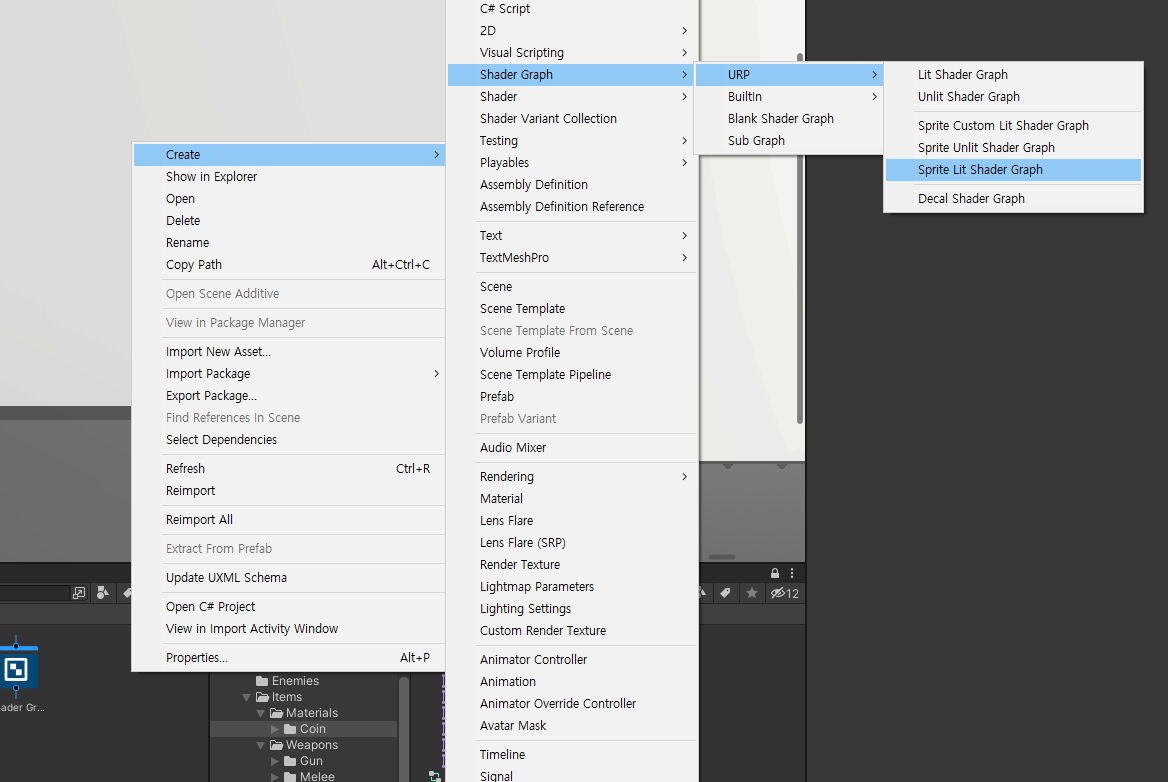 Create
Show in Explorer
Open
Delete
Rename
Copy Path Alt+Ctrl+C
Open Scene Additive
View in Package Manager
Import New Asset...
Import Package
Export Package...
Find References In Scene
Select Dependencies
Refresh Ctrl+R
Reimport
Reimport All
Extract From Prefab
Update UXML Schema
Open C# Project
View in Import Activity Window
Properties... Alt+P
C# Script
2D
Visual Scripting
Shader Graph
Shader
Shader Variant Collection
Testing
Playables
Assembly Definition
Assembly Definition Reference
Text
TextMeshPro
Scene
Scene Template
Scene Template From Scene
Volume Profile
Scene Template Pipeline
Prefab
Prefab Variant
Audio Mixer
Rendering
Material
Lens Flare
Lens Flare (SRP)
Render Texture
Lightmap Parameters
Lighting Settings
Custom Render Texture
Animator Controller
Animation
Animator Override Controller
Avatar Mask
Timeline
Signal
URP
BuiltIn
Blank Shader Graph
Sub Graph
Lit Shader Graph
Unlit Shader Graph
Sprite Custom Lit Shader Graph
Sprite Unlit Shader Graph
Sprite Lit Shader Graph
Decal Shader Graph
12
ader Gr...
Enemies
Items
Materials
Coin
Weapons
Gun
Melee